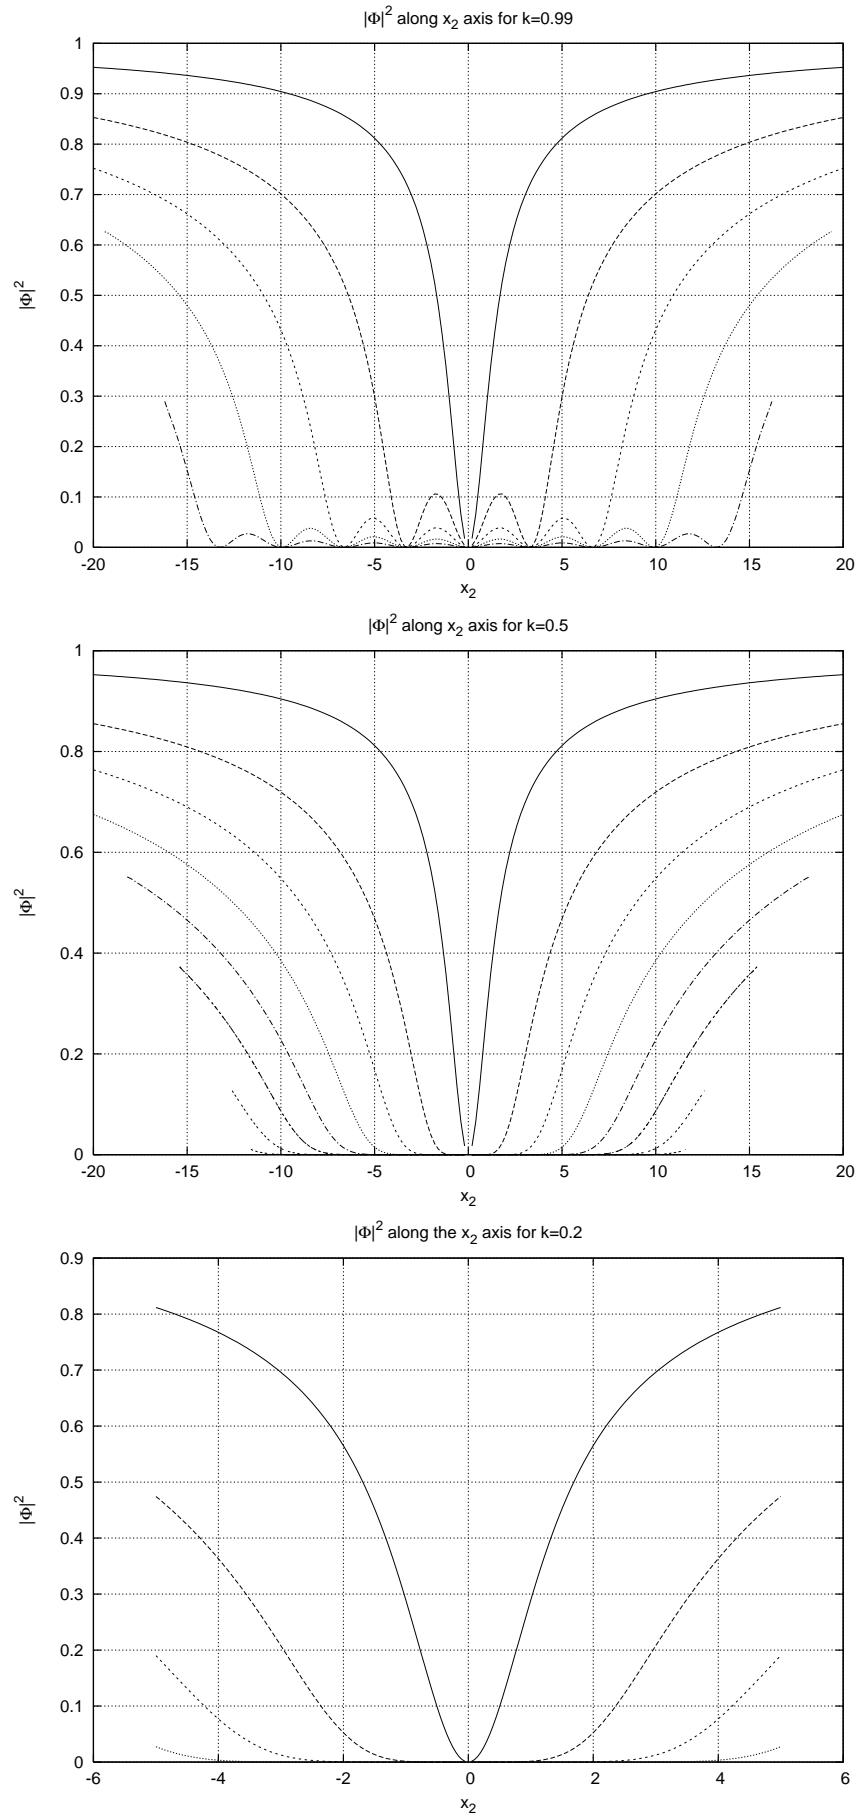 |Φ|² along x₂ axis for k=0.99
1
0.9
0.8
0.7
0.6
0.5
0.4
0.3
0.2
0.1
0
|Φ|²
-20 -15 -10 -5 0 5 10 15 20
x₂
|Φ|² along x₂ axis for k=0.5
1
0.8
0.6
0.4
0.2
0
|Φ|²
-20 -15 -10 -5 0 5 10 15 20
x₂
|Φ|² along the x₂ axis for k=0.2
0.9
0.8
0.7
0.6
0.5
0.4
0.3
0.2
0.1
0
|Φ|²
-6 -4 -2 0 2 4 6
x₂